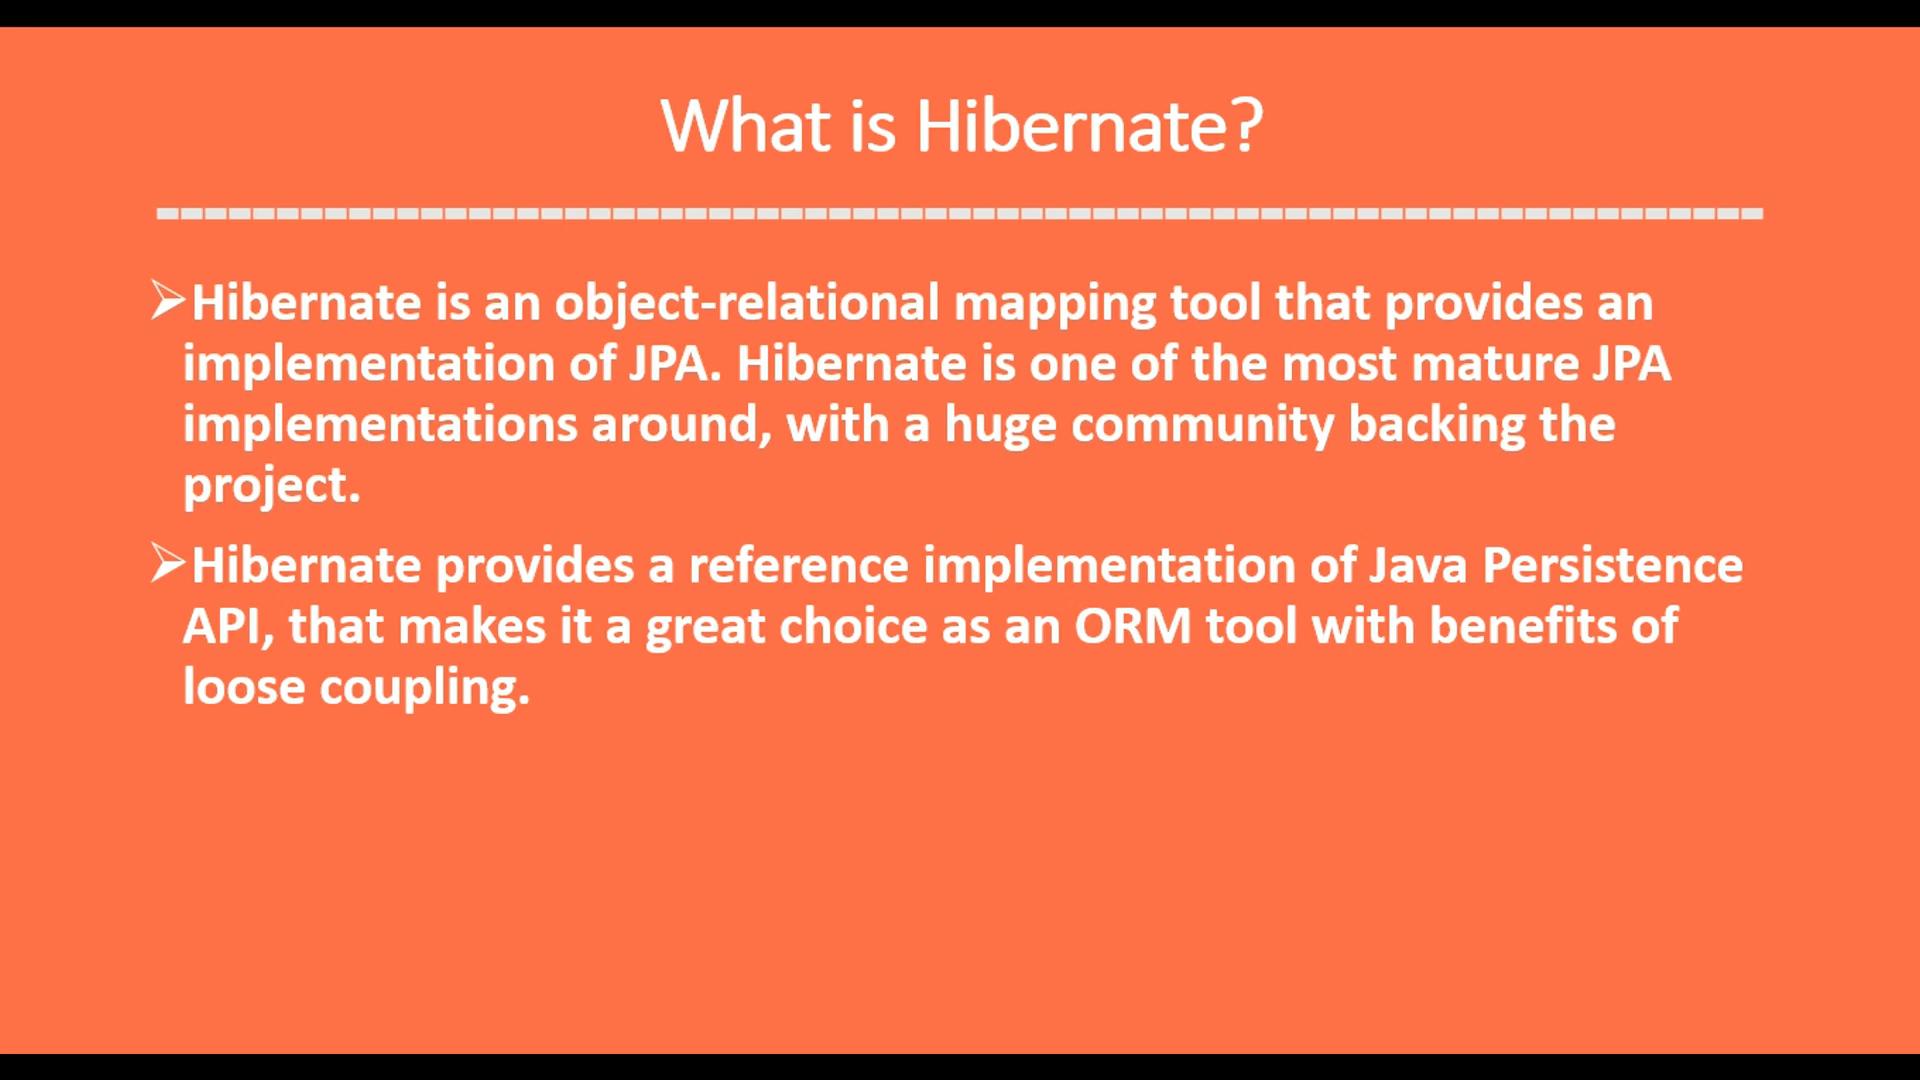 What is Hibernate?
➢Hibernate is an object-relational mapping tool that provides an
implementation of JPA. Hibernate is one of the most mature JPA
implementations around, with a huge community backing the
project.
➢Hibernate provides a reference implementation of Java Persistence
API, that makes it a great choice as an ORM tool with benefits of
loose coupling.